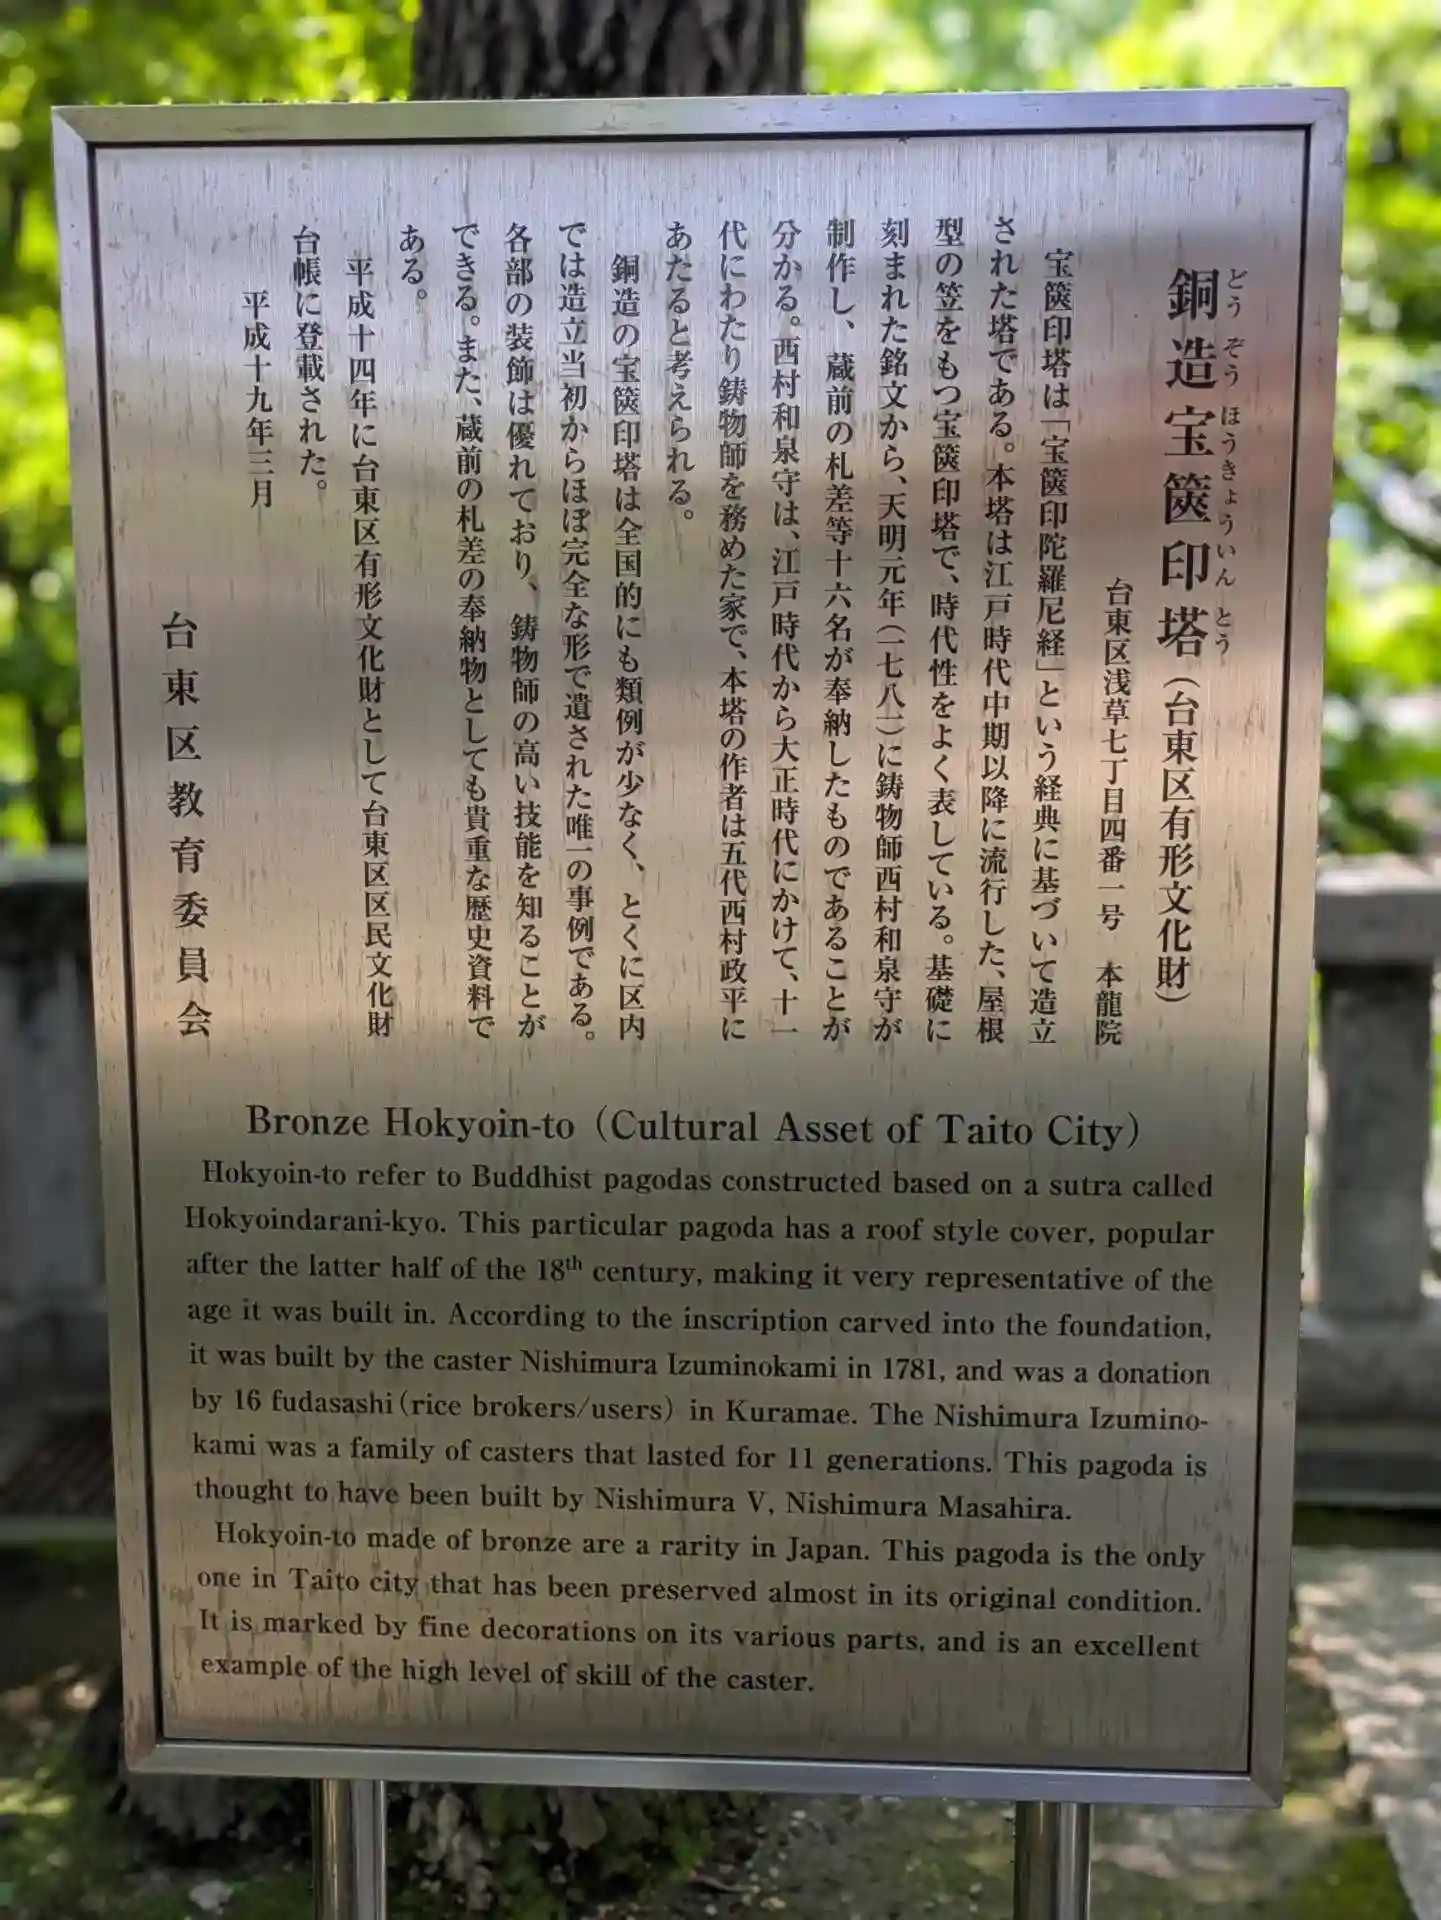 銅造宝篋印塔（台東区有形文化財）
どうぞうほうきょういんとう
台東区浅草七丁目四番一号　本龍院
宝篋印塔は「宝篋印陀羅尼経」という経典に基づいて造立
された塔である。本塔は江戸時代中期以降に流行した、屋根
型の笠をもつ宝篋印塔で、時代性をよく表している。基礎に
刻まれた銘文から、天明元年（一七八一）に鋳物師西村和泉守が
制作し、蔵前の札差等十六名が奉納したものであることが
分かる。西村和泉守は、江戸時代から大正時代にかけて、十一
代にわたり鋳物師を務めた家で、本塔の作者は五代西村政平に
あたると考えられる。
銅造の宝篋印塔は全国的にも類例が少なく、とくに区内
では造立当初からほぼ完全な形で遺された唯一の事例である。
各部の装飾は優れており、鋳物師の高い技能を知ることが
できる。また、蔵前の札差の奉納物としても貴重な歴史資料で
ある。
平成十四年に台東区有形文化財として台東区区民文化財
台帳に登載された。
平成十九年三月
台東区教育委員会
Bronze Hokyoin-to (Cultural Asset of Taito City)
Hokyoin-to refer to Buddhist pagodas constructed based on a sutra called
Hokyoindarani-kyo. This particular pagoda has a roof style cover, popular
after the latter half of the 18th century, making it very representative of the
age it was built in. According to the inscription carved into the foundation,
it was built by the caster Nishimura Izuminokami in 1781, and was a donation
by 16 fudasashi(rice brokers/users) in Kuramae. The Nishimura Izumino-
kami was a family of casters that lasted for 11 generations. This pagoda is
thought to have been built by Nishimura V, Nishimura Masahira.
Hokyoin-to made of bronze are a rarity in Japan. This pagoda is the only
one in Taito city that has been preserved almost in its original condition.
It is marked by fine decorations on its various parts, and is an excellent
example of the high level of skill of the caster.